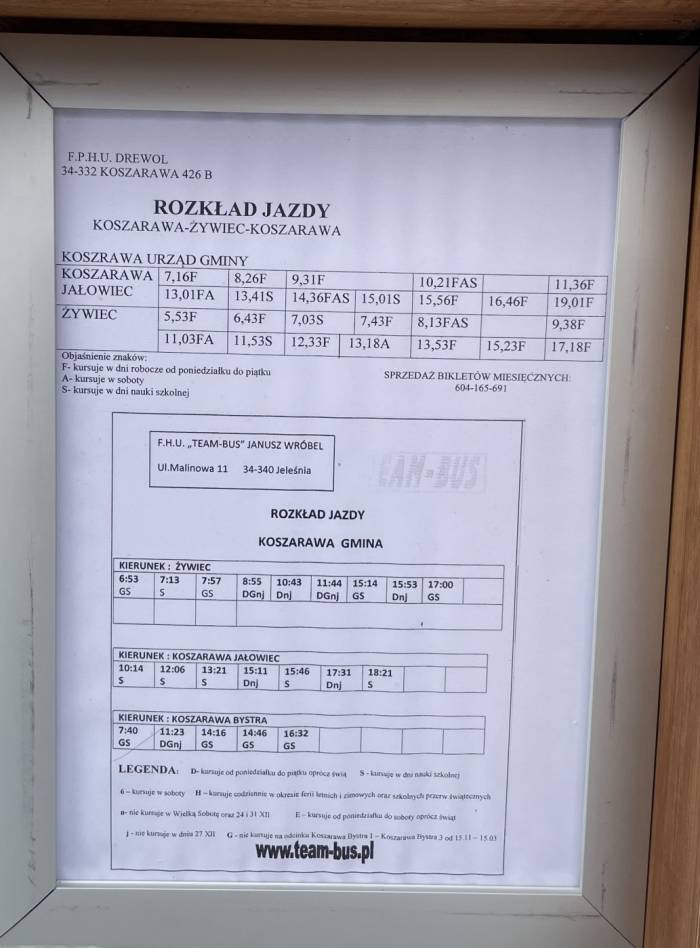 F.P.H.U. DREWOL
34-332 KOSZARAWA 426 B
ROZKŁAD JAZDY
KOSZARAWA-ŻYWIEC-KOSZARAWA
KOSZRAWA URZĄD GMINY
KOSZARAWA 7,16F 8,26F 9,31F 10,21FAS 11,36F
JAŁOWIEC 13,01FA 13,41S 14,36FAS 15,01S 15,56F 16,46F 19,01F
ŻYWIEC 5,53F 6,43F 7,03S 7,43F 8,13FAS 9,38F
11,03FA 11,53S 12,33F 13,18A 13,53F 15,23F 17,18F
Objaśnienie znaków:
F- kursuje w dni robocze od poniedziałku do piątku
A- kursuje w soboty
S- kursuje w dni nauki szkolnej
SPRZEDAŻ BIKLETÓW MIESIĘCZNYCH:
604-165-691
F.H.U. „TEAM-BUS" JANUSZ WRÓBEL
Ul.Malinowa 11 34-340 Jeleśnia
EAM-BUS
ROZKŁAD JAZDY
KOSZARAWA GMINA
KIERUNEK : ŻYWIEC
6:53 7:13 7:57 8:55 10:43 11:44 15:14 15:53 17:00
GS S GS DGnj Dnj DGnj GS Dnj GS
KIERUNEK : KOSZARAWA JAŁOWIEC
10:14 12:06 13:21 15:11 15:46 17:31 18:21
S S S Dnj S Dnj S
KIERUNEK : KOSZARAWA BYSTRA
7:40 11:23 14:16 14:46 16:32
GS DGnj GS GS GS
LEGENDA: D- kursuje od poniedziałku do piątku oprócz świą S - kursuje w dni nauki szkolnej
6 - kursuje w soboty H - kursuje codziennie w okresie ferii letnich i zimowych oraz szkolnych przerw świątecznych
n- nie kursuje w Wielką Sobotę oraz 24 i 31 XII E - kursuje od poniedziałku do soboty oprócz świąt
j - nie kursuje w dniu 27 XII G - nie kursuje na odcinku Koszarawa Bystra 1 - Koszarawa Bystra 3 od 15.11 - 15.03
www.team-bus.pl